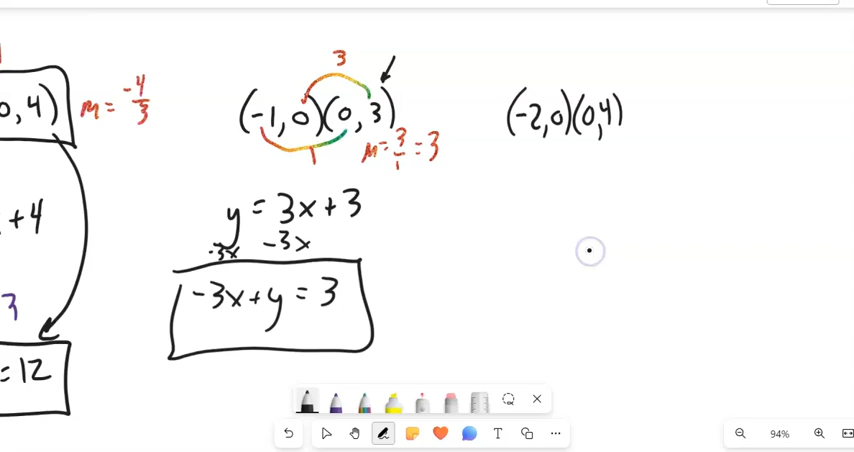 0, 4)
m = -4/3
x + 4
3
= 12
3
(-1, 0)(0, 3)
1
m = 3/1 = 3
y = 3x + 3
-3x -3x
-3x + y = 3
(-2, 0)(0, 4)
T
94%